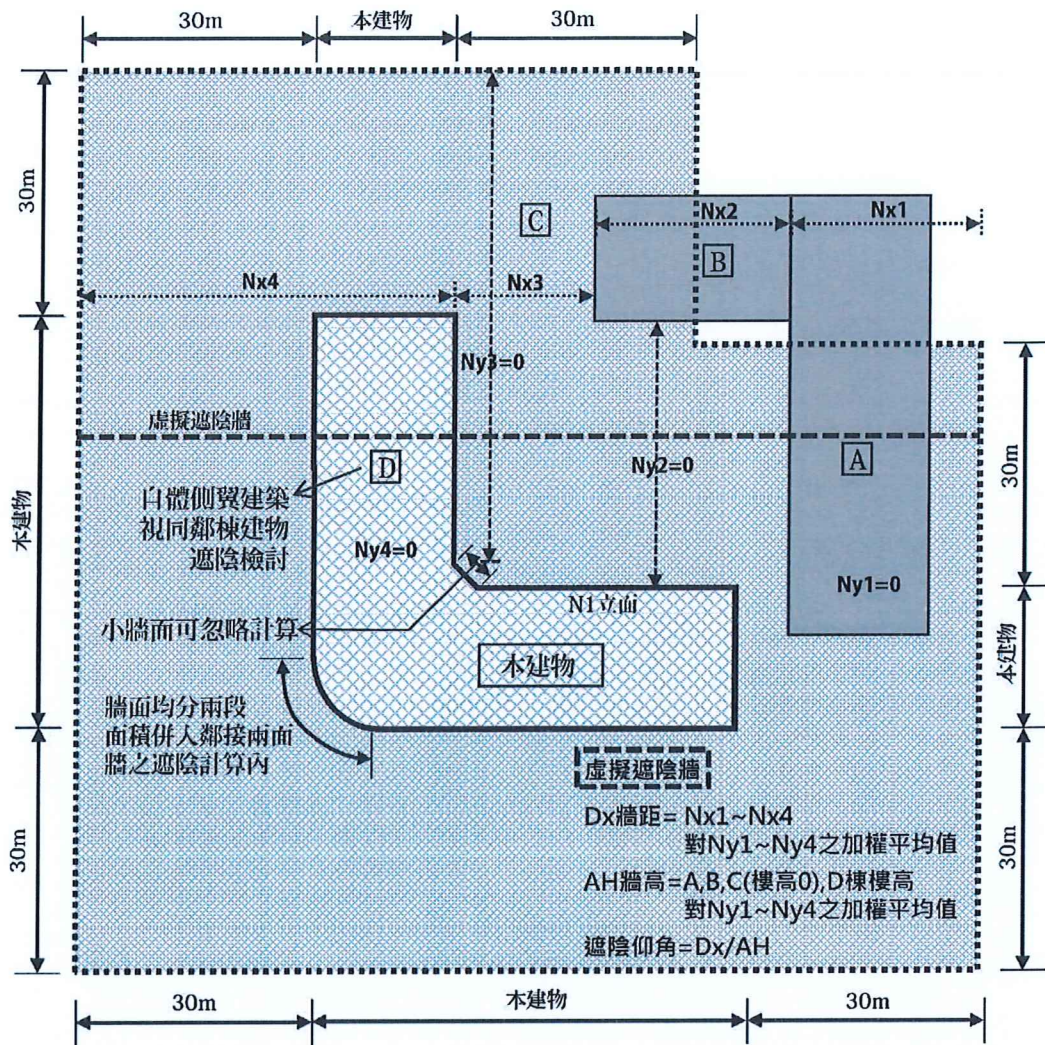 30m
本建物
30m
30m
Nx2
Nx1
C
B
Nx4
Nx3
Ny3=0
虛擬遮陰牆
D
Ny2=0
A
30m
本建物
自體側翼建築
視同鄰棟建物
遮陰檢討
Ny4=0
Ny1=0
N1立面
小牆面可忽略計算
本建物
本建物
牆面均分兩段
面積併入鄰接兩面
牆之遮陰計算內
虛擬遮陰牆
Dx牆距= Nx1~Nx4
對Ny1~Ny4之加權平均值
AH牆高=A,B,C(樓高0),D棟樓高
對Ny1~Ny4之加權平均值
遮陰仰角=Dx/AH
30m
30m
30m
本建物
30m